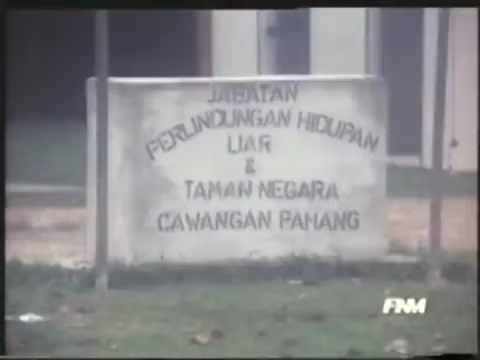 JABATAN
PERLINDUNGAN HIDUPAN
LIAR
&
TAMAN NEGARA
CAWANGAN PAHANG
FNM